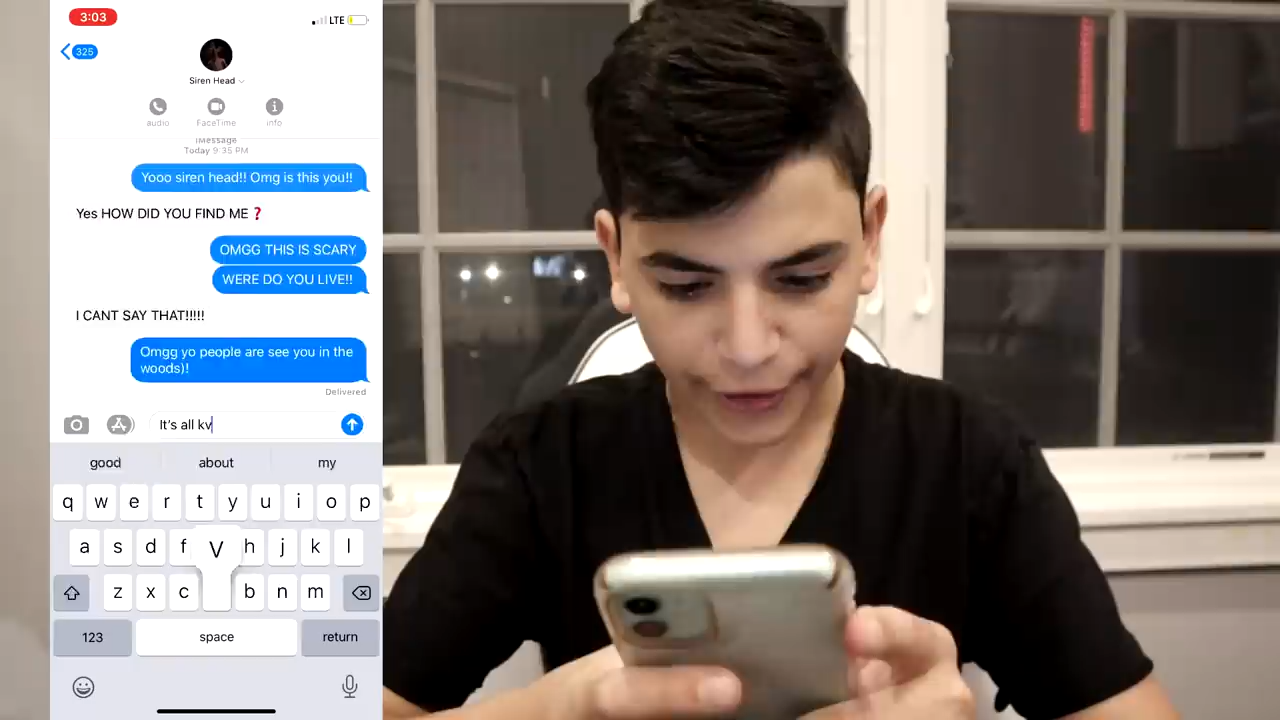 3:03
LTE
325
Siren Head
audio
FaceTime
info
iMessage
Today 9:35 PM
Yooo siren head!! Omg is this you!!
Yes HOW DID YOU FIND ME ❓
OMGG THIS IS SCARY
WERE DO YOU LIVE!!
I CANT SAY THAT!!!!!
Omgg yo people are see you in the
woods)!
Delivered
It's all kv
good about my
q w e r t y u i o p
a s d f V h j k l
z x c b n m
123 space return